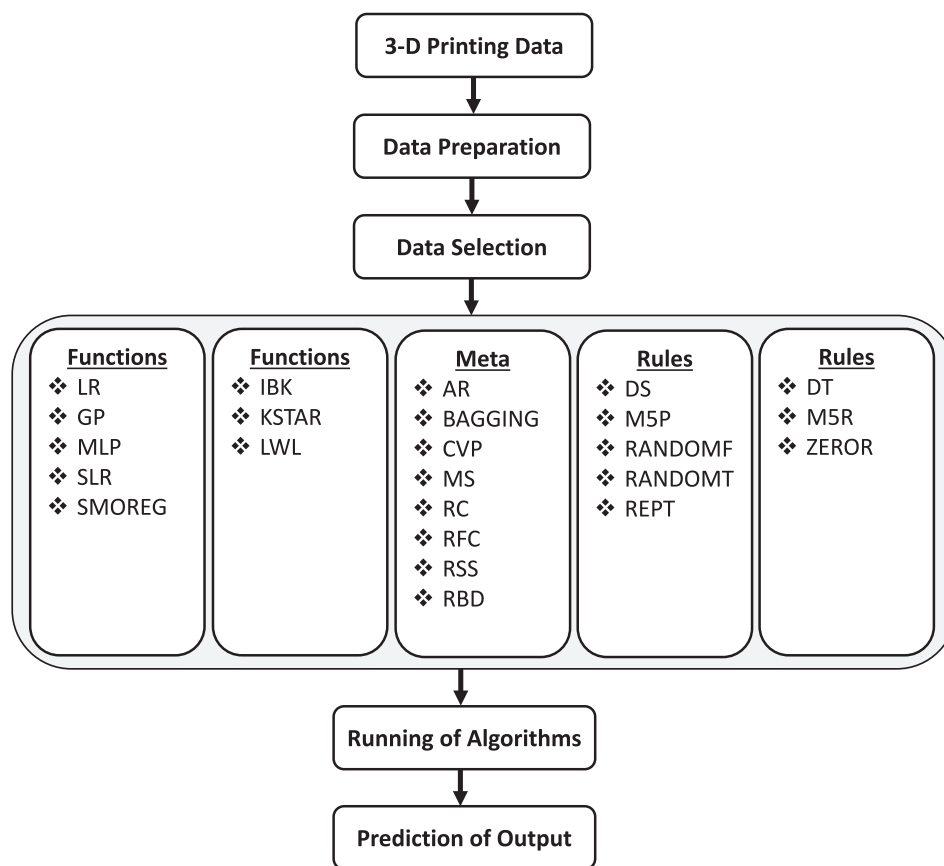 3-D Printing Data
Data Preparation
Data Selection
Functions
❖ LR
❖ GP
❖ MLP
❖ SLR
❖ SMOREG
Functions
❖ IBK
❖ KSTAR
❖ LWL
Meta
❖ AR
❖ BAGGING
❖ CVP
❖ MS
❖ RC
❖ RFC
❖ RSS
❖ RBD
Rules
❖ DS
❖ M5P
❖ RANDOMF
❖ RANDOMT
❖ REPT
Rules
❖ DT
❖ M5R
❖ ZEROR
Running of Algorithms
Prediction of Output